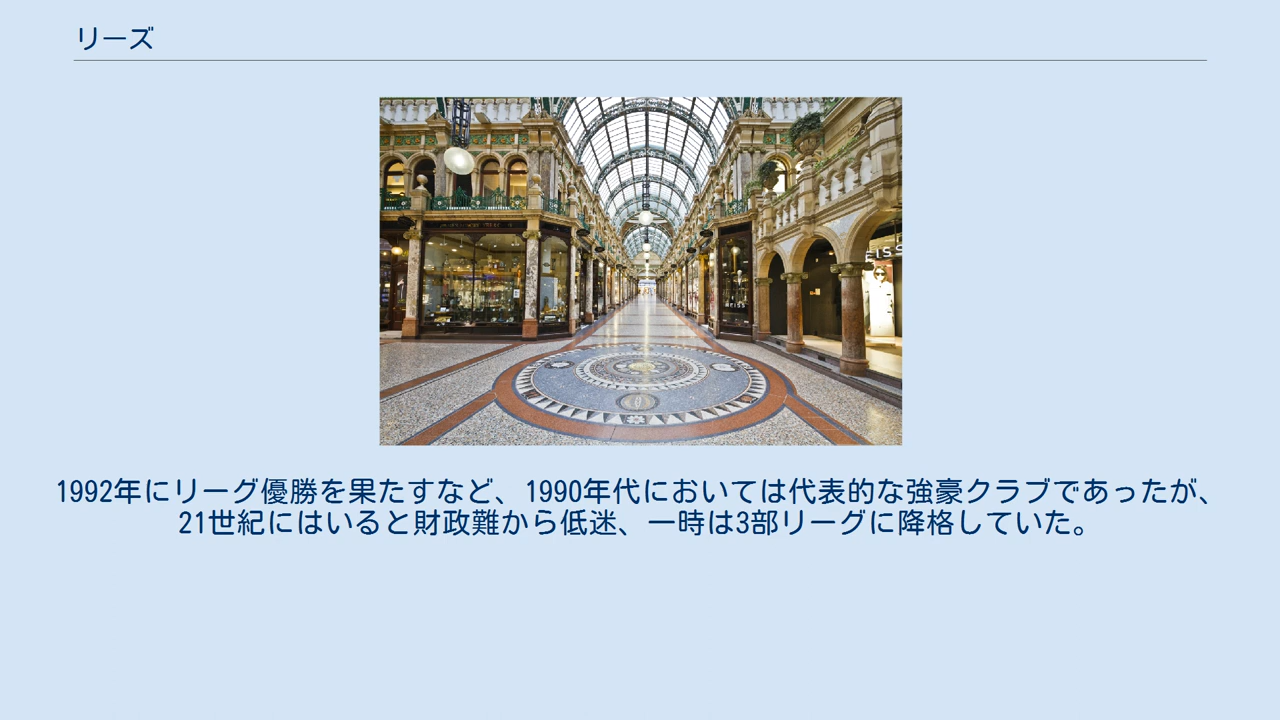 リーズ
EISS
1992年にリーグ優勝を果たすなど、1990年代においては代表的な強豪クラブであったが、
21世紀にはいると財政難から低迷、一時は3部リーグに降格していた。